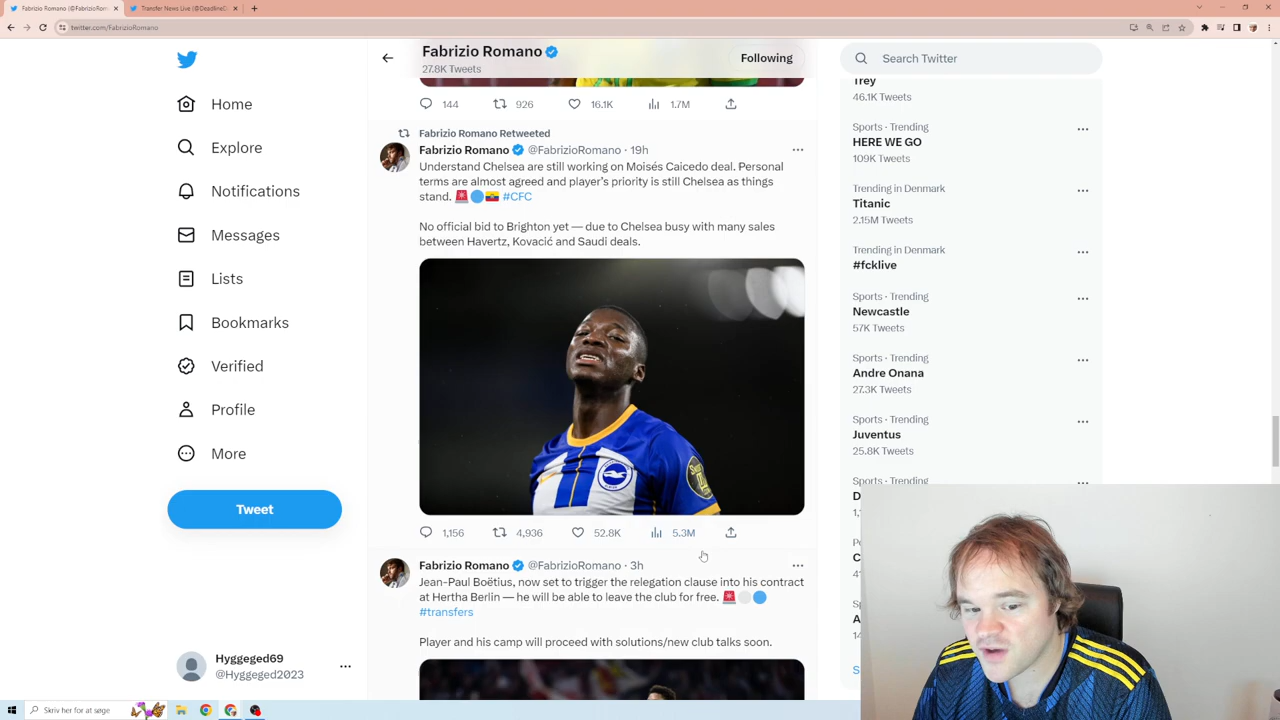 Fabrizio Romano (@FabrizioRoman
Transfer News Live (@DeadlineD
twitter.com/FabrizioRomano
Home
Explore
Notifications
Messages
Lists
Bookmarks
Verified
Profile
More
Tweet
Hyggeged69
@Hyggeged2023
Fabrizio Romano
27.8K Tweets
Following
144 926 16.1K 1.7M
Fabrizio Romano Retweeted
Fabrizio Romano @FabrizioRomano · 19h
Understand Chelsea are still working on Moisés Caicedo deal. Personal
terms are almost agreed and player's priority is still Chelsea as things
stand. 🚨🔵🇪🇨 #CFC
No official bid to Brighton yet — due to Chelsea busy with many sales
between Havertz, Kovacić and Saudi deals.
1,156 4,936 52.8K 5.3M
Fabrizio Romano @FabrizioRomano · 3h
Jean-Paul Boëtius, now set to trigger the relegation clause into his contract
at Hertha Berlin — he will be able to leave the club for free. 🚨⚪🔵
#transfers
Player and his camp will proceed with solutions/new club talks soon.
Search Twitter
Trey
46.1K Tweets
Sports · Trending
HERE WE GO
109K Tweets
Trending in Denmark
Titanic
2.15M Tweets
Trending in Denmark
#fcklive
Sports · Trending
Newcastle
57K Tweets
Sports · Trending
Andre Onana
27.3K Tweets
Sports · Trending
Juventus
25.8K Tweets
Sports · Trending
Skriv her for at søge